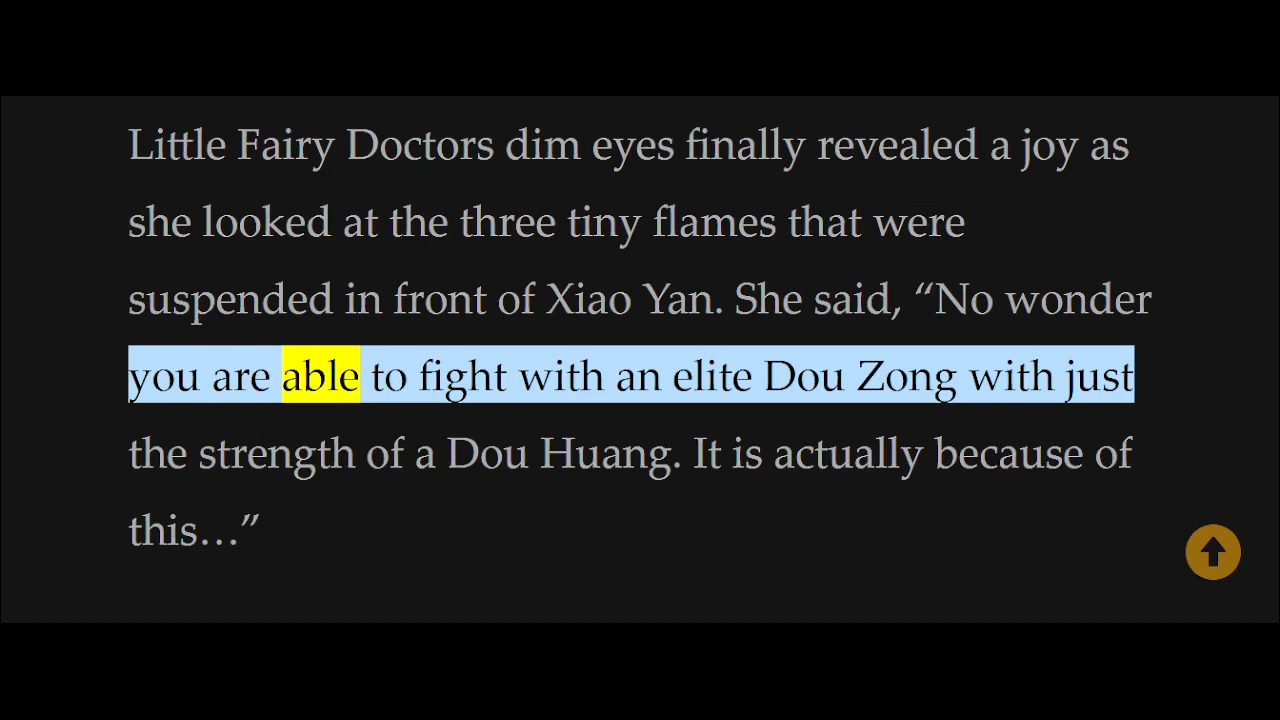 Little Fairy Doctors dim eyes finally revealed a joy as
she looked at the three tiny flames that were
suspended in front of Xiao Yan. She said, “No wonder
you are able to fight with an elite Dou Zong with just
the strength of a Dou Huang. It is actually because of
this…”